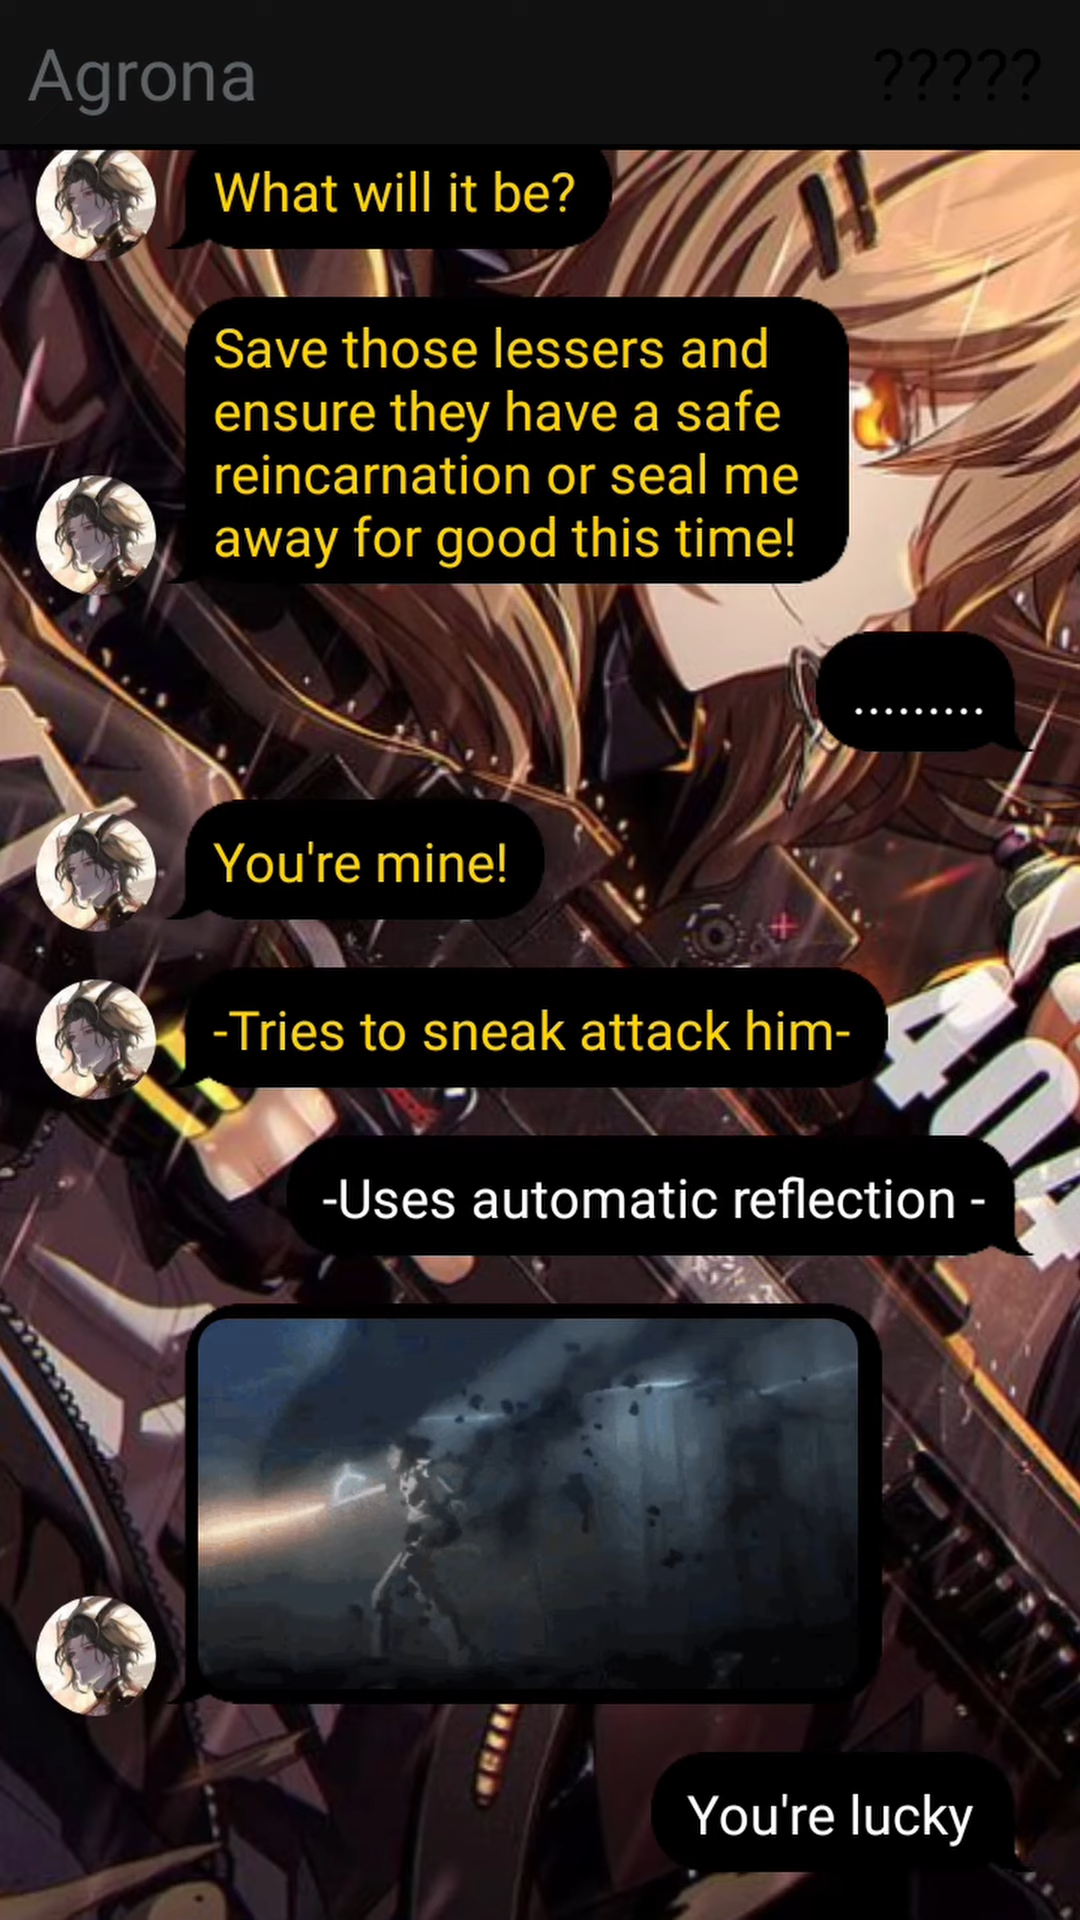 Agrona
?????
What will it be?
Save those lessers and
ensure they have a safe
reincarnation or seal me
away for good this time!
.........
You're mine!
-Tries to sneak attack him-
404
-Uses automatic reflection -
You're lucky